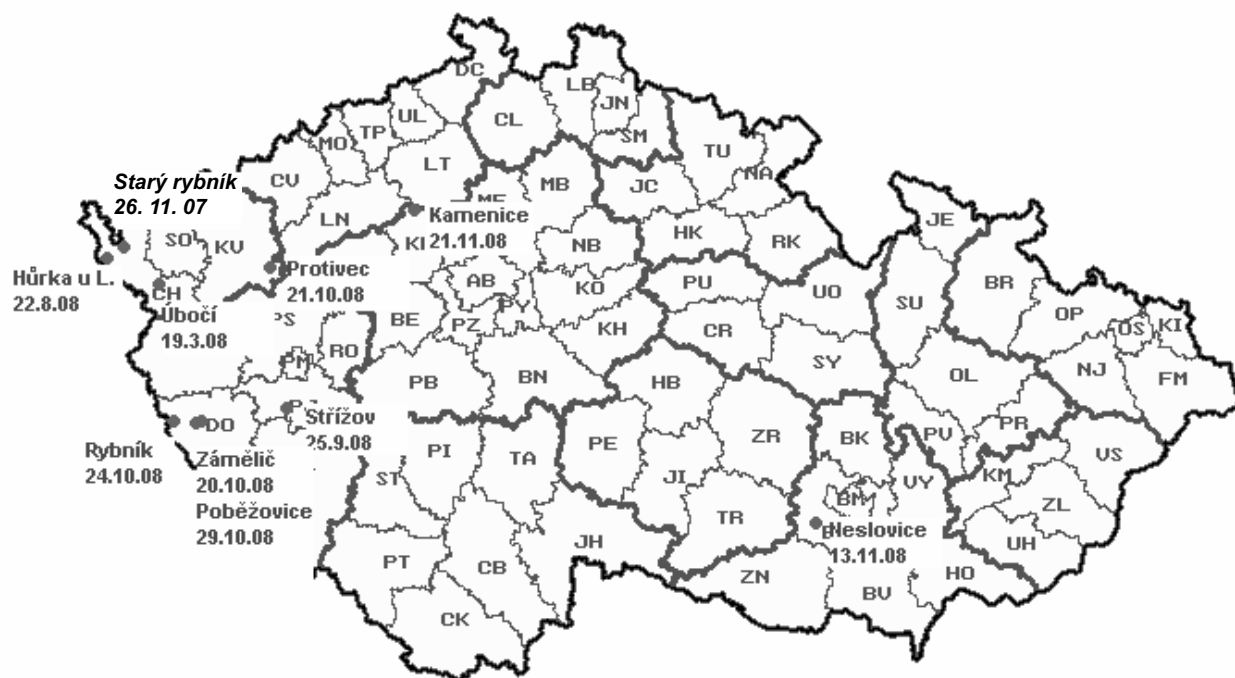 DC
LB
JN
CL
UL
TP
MO
SM
TU
LT
CV
NA
MB
JC
Starý rybník
26. 11. 07
JE
LN
Kamenice
21.11.08
SO
KV
HK
RK
NB
BR
Hůrka u L.
22.8.08
Protivec
21.10.08
AB
PU
KO
UO
SU
CH
Úbočí
19.3.08
OP
OS
KI
BE
PZ
KH
CR
RO
PM
SY
NJ
FM
PB
BN
HB
OL
PR
Střížov
25.9.08
DO
Rybník
24.10.08
Zámělič
20.10.08
Poběžovice
29.10.08
PI
TA
PE
ZR
BK
PV
VS
ST
JI
VY
KM
BM
ZL
TR
Neslovice
13.11.08
UH
JH
PT
CB
ZN
HO
BV
CK